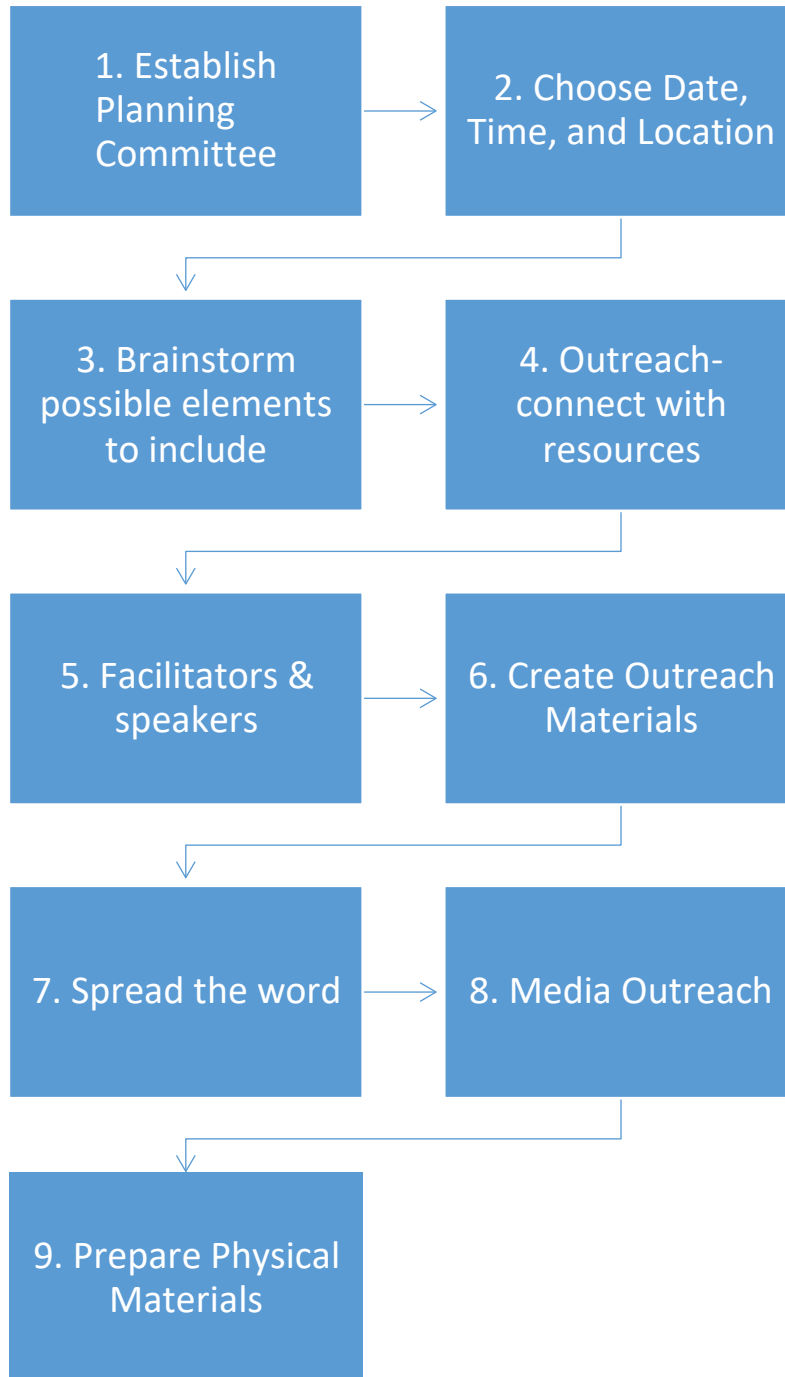 1. Establish
Planning
Committee
2. Choose Date,
Time, and Location
3. Brainstorm
possible elements
to include
4. Outreach-
connect with
resources
5. Facilitators &
speakers
6. Create Outreach
Materials
7. Spread the word
8. Media Outreach
9. Prepare Physical
Materials